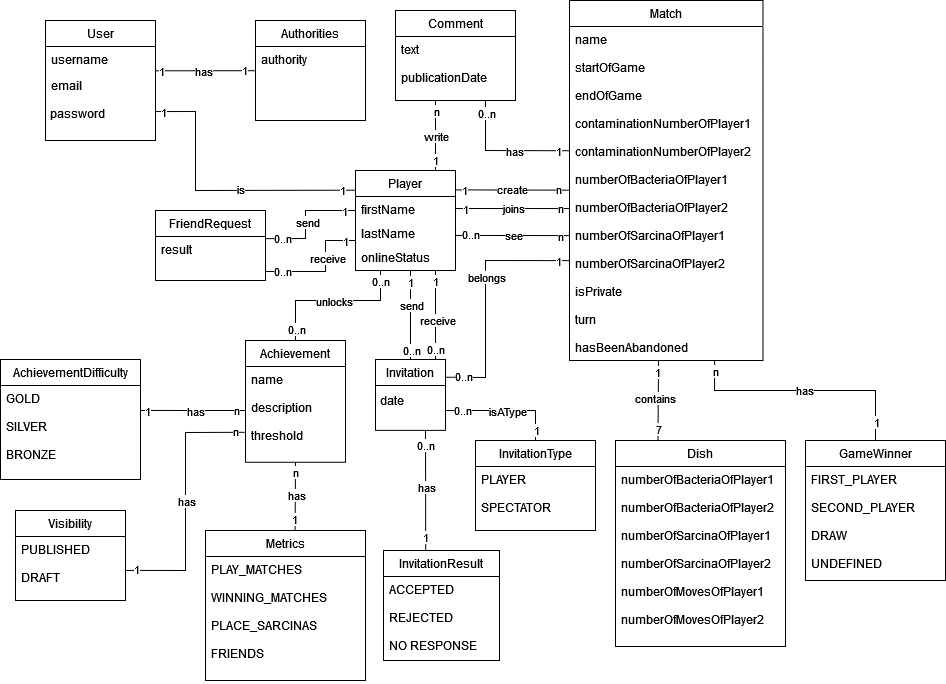 User
username
email
password
1
has
1
Authorities
authority
1
is
1
Comment
text
publicationDate
n
write
1
0..n
has
1
Match
name
startOfGame
endOfGame
contaminationNumberOfPlayer1
contaminationNumberOfPlayer2
numberOfBacteriaOfPlayer1
numberOfBacteriaOfPlayer2
numberOfSarcinaOfPlayer1
numberOfSarcinaOfPlayer2
isPrivate
turn
hasBeenAbandoned
Player
firstName
lastName
onlineStatus
1
create
n
1
joins
n
0..n
see
n
FriendRequest
result
0..n
send
1
0..n
receive
1
0..n
unlocks
0..n
1
send
0..n
1
receive
0..n
1
belongs
0..n
Achievement
name
description
threshold
AchievementDifficulty
GOLD
SILVER
BRONZE
1
has
n
Visibility
PUBLISHED
DRAFT
1
has
n
n
has
1
Metrics
PLAY_MATCHES
WINNING_MATCHES
PLACE_SARCINAS
FRIENDS
Invitation
date
0..n
isAType
1
InvitationType
PLAYER
SPECTATOR
0..n
has
1
InvitationResult
ACCEPTED
REJECTED
NO RESPONSE
1
contains
7
Dish
numberOfBacteriaOfPlayer1
numberOfBacteriaOfPlayer2
numberOfSarcinaOfPlayer1
numberOfSarcinaOfPlayer2
numberOfMovesOfPlayer1
numberOfMovesOfPlayer2
n
has
1
GameWinner
FIRST_PLAYER
SECOND_PLAYER
DRAW
UNDEFINED